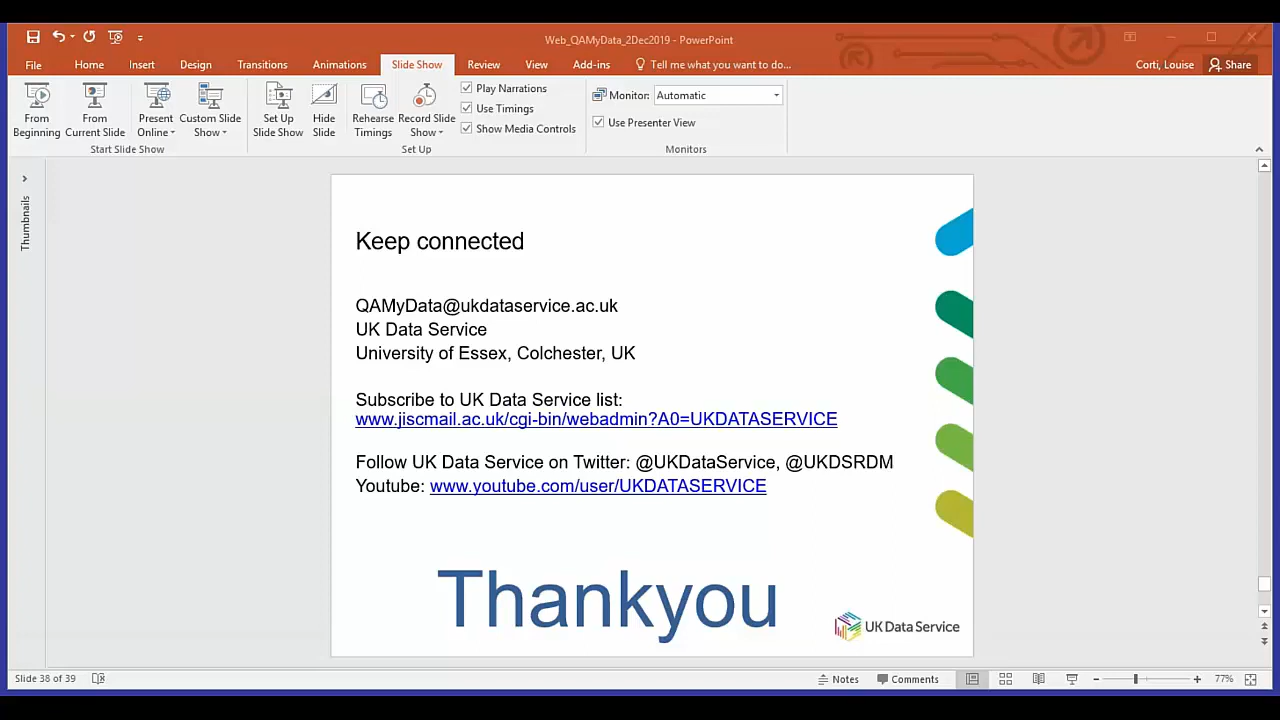 Web_QAMyData_2Dec2019 - PowerPoint
File Home Insert Design Transitions Animations Slide Show Review View Add-ins Tell me what you want to do... Corti, Louise Share
From Beginning
From Current Slide
Present Online
Custom Slide Show
Start Slide Show
Set Up Slide Show
Hide Slide
Rehearse Timings
Record Slide Show
Play Narrations
Use Timings
Show Media Controls
Set Up
Monitor: Automatic
Use Presenter View
Monitors
Thumbnails
Keep connected
QAMyData@ukdataservice.ac.uk
UK Data Service
University of Essex, Colchester, UK
Subscribe to UK Data Service list:
www.jiscmail.ac.uk/cgi-bin/webadmin?A0=UKDATASERVICE
Follow UK Data Service on Twitter: @UKDataService, @UKDSRDM
Youtube: www.youtube.com/user/UKDATASERVICE
Thankyou
UK Data Service
Slide 38 of 39 Notes Comments 77%